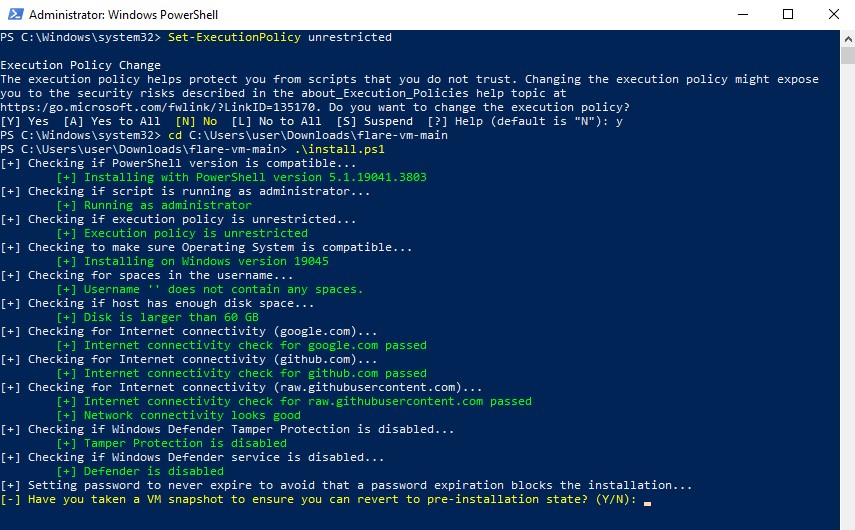 Administrator: Windows PowerShell
PS C:\Windows\system32> Set-ExecutionPolicy unrestricted
Execution Policy Change
The execution policy helps protect you from scripts that you do not trust. Changing the execution policy might expose
you to the security risks described in the about_Execution_Policies help topic at
https:/go.microsoft.com/fwlink/?LinkID=135170. Do you want to change the execution policy?
[Y] Yes  [A] Yes to All  [N] No  [L] No to All  [S] Suspend  [?] Help (default is "N"): y
PS C:\Windows\system32> cd C:\Users\user\Downloads\flare-vm-main
PS C:\Users\user\Downloads\flare-vm-main> .\install.ps1
[+] Checking if PowerShell version is compatible...
[+] Installing with PowerShell version 5.1.19041.3803
[+] Checking if script is running as administrator...
[+] Running as administrator
[+] Checking if execution policy is unrestricted...
[+] Execution policy is unrestricted
[+] Checking to make sure Operating System is compatible...
[+] Installing on Windows version 19045
[+] Checking for spaces in the username...
[+] Username '' does not contain any spaces.
[+] Checking if host has enough disk space...
[+] Disk is larger than 60 GB
[+] Checking for Internet connectivity (google.com)...
[+] Internet connectivity check for google.com passed
[+] Checking for Internet connectivity (github.com)...
[+] Internet connectivity check for github.com passed
[+] Checking for Internet connectivity (raw.githubusercontent.com)...
[+] Internet connectivity check for raw.githubusercontent.com passed
[+] Network connectivity looks good
[+] Checking if Windows Defender Tamper Protection is disabled...
[+] Tamper Protection is disabled
[+] Checking if Windows Defender service is disabled...
[+] Defender is disabled
[+] Setting password to never expire to avoid that a password expiration blocks the installation...
[-] Have you taken a VM snapshot to ensure you can revert to pre-installation state? (Y/N):